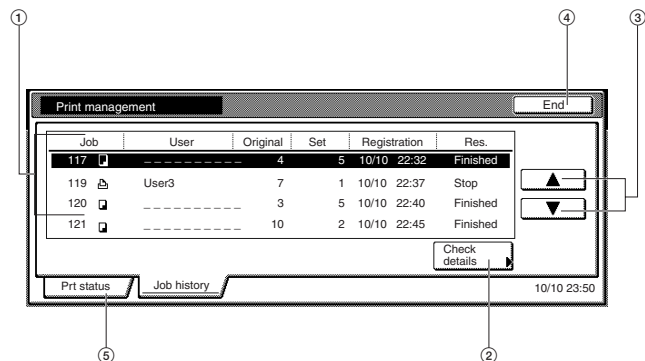 ① ④ ③
Print management End
Job User Original Set Registration Res.
117 _ _ _ _ _ _ _ _ _ _ 4 5 10/10 22:32 Finished
119 User3 7 1 10/10 22:37 Stop
120 _ _ _ _ _ _ _ _ _ _ 3 5 10/10 22:40 Finished
121 _ _ _ _ _ _ _ _ _ _ 10 2 10/10 22:45 Finished
Check
details
Prt status Job history 10/10 23:50
⑤ ②